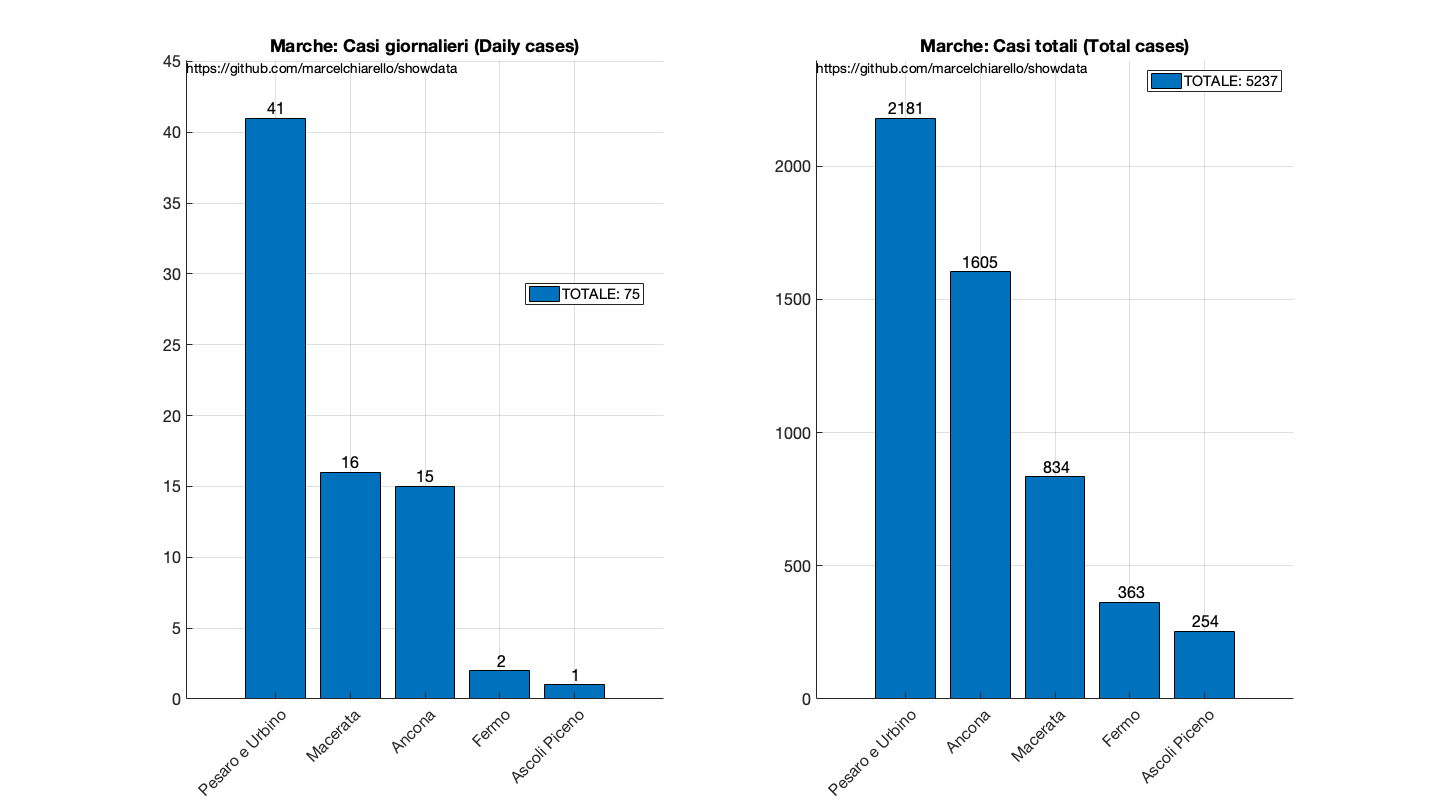 Marche: Casi giornalieri (Daily cases)
https://github.com/marcelchiarello/showdata
45
40
35
30
25
20
15
10
5
0
41
16
15
2
1
TOTALE: 75
Pesaro e Urbino
Macerata
Ancona
Fermo
Ascoli Piceno
Marche: Casi totali (Total cases)
https://github.com/marcelchiarello/showdata
TOTALE: 5237
2000
1500
1000
500
0
2181
1605
834
363
254
Pesaro e Urbino
Ancona
Macerata
Fermo
Ascoli Piceno